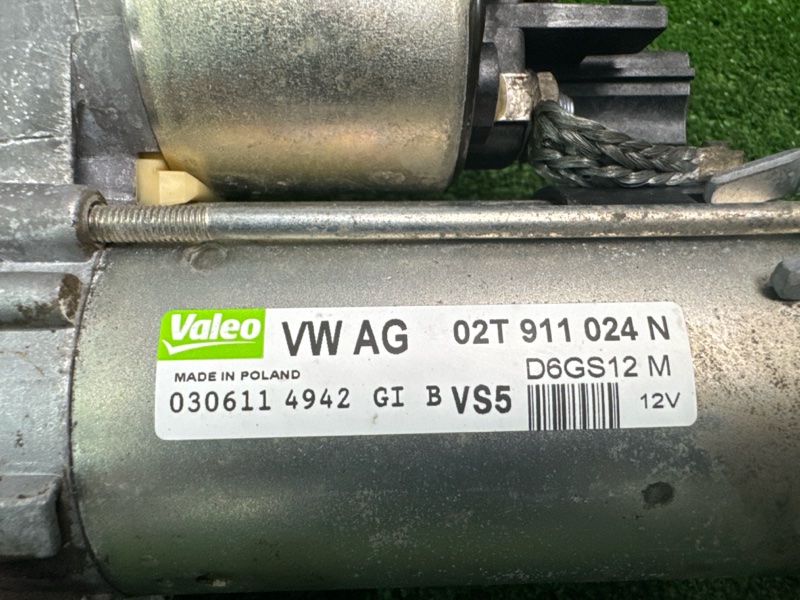 Valeo VW AG 02T 911 024 N
D6GS12 M
MADE IN POLAND
030611 4942 GI B VS5 12V